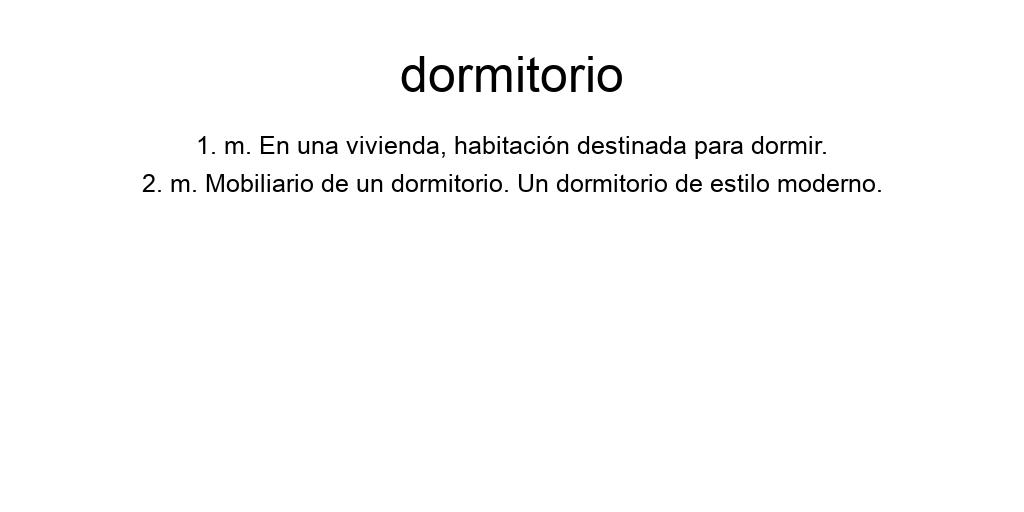 dormitorio
1. m. En una vivienda, habitación destinada para dormir.
2. m. Mobiliario de un dormitorio. Un dormitorio de estilo moderno.